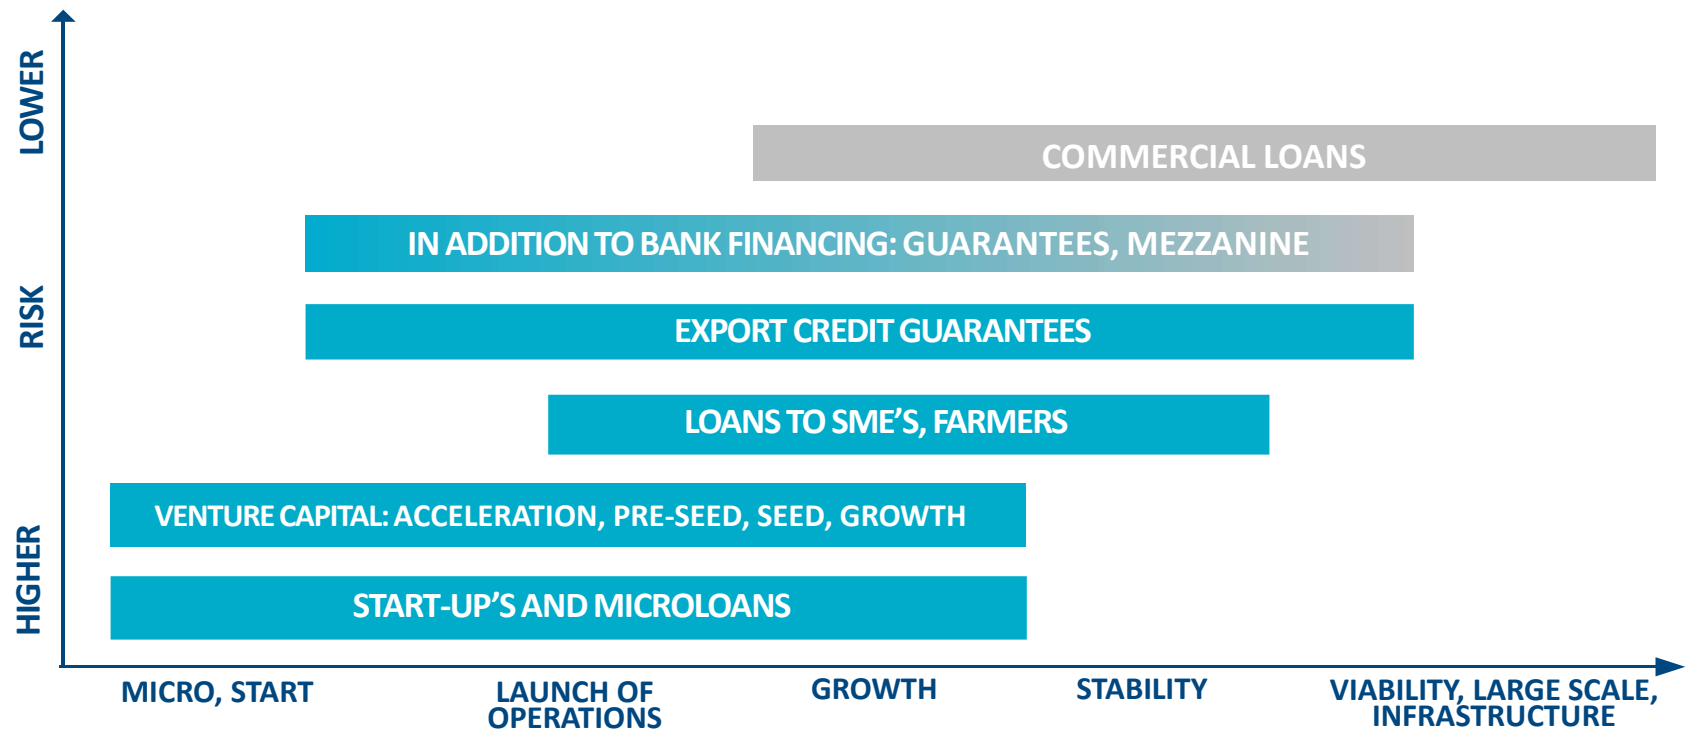 LOWER
RISK
HIGHER
COMMERCIAL LOANS
IN ADDITION TO BANK FINANCING: GUARANTEES, MEZZANINE
EXPORT CREDIT GUARANTEES
LOANS TO SME’S, FARMERS
VENTURE CAPITAL: ACCELERATION, PRE-SEED, SEED, GROWTH
START-UP’S AND MICROLOANS
MICRO, START
LAUNCH OF
OPERATIONS
GROWTH
STABILITY
VIABILITY, LARGE SCALE,
INFRASTRUCTURE